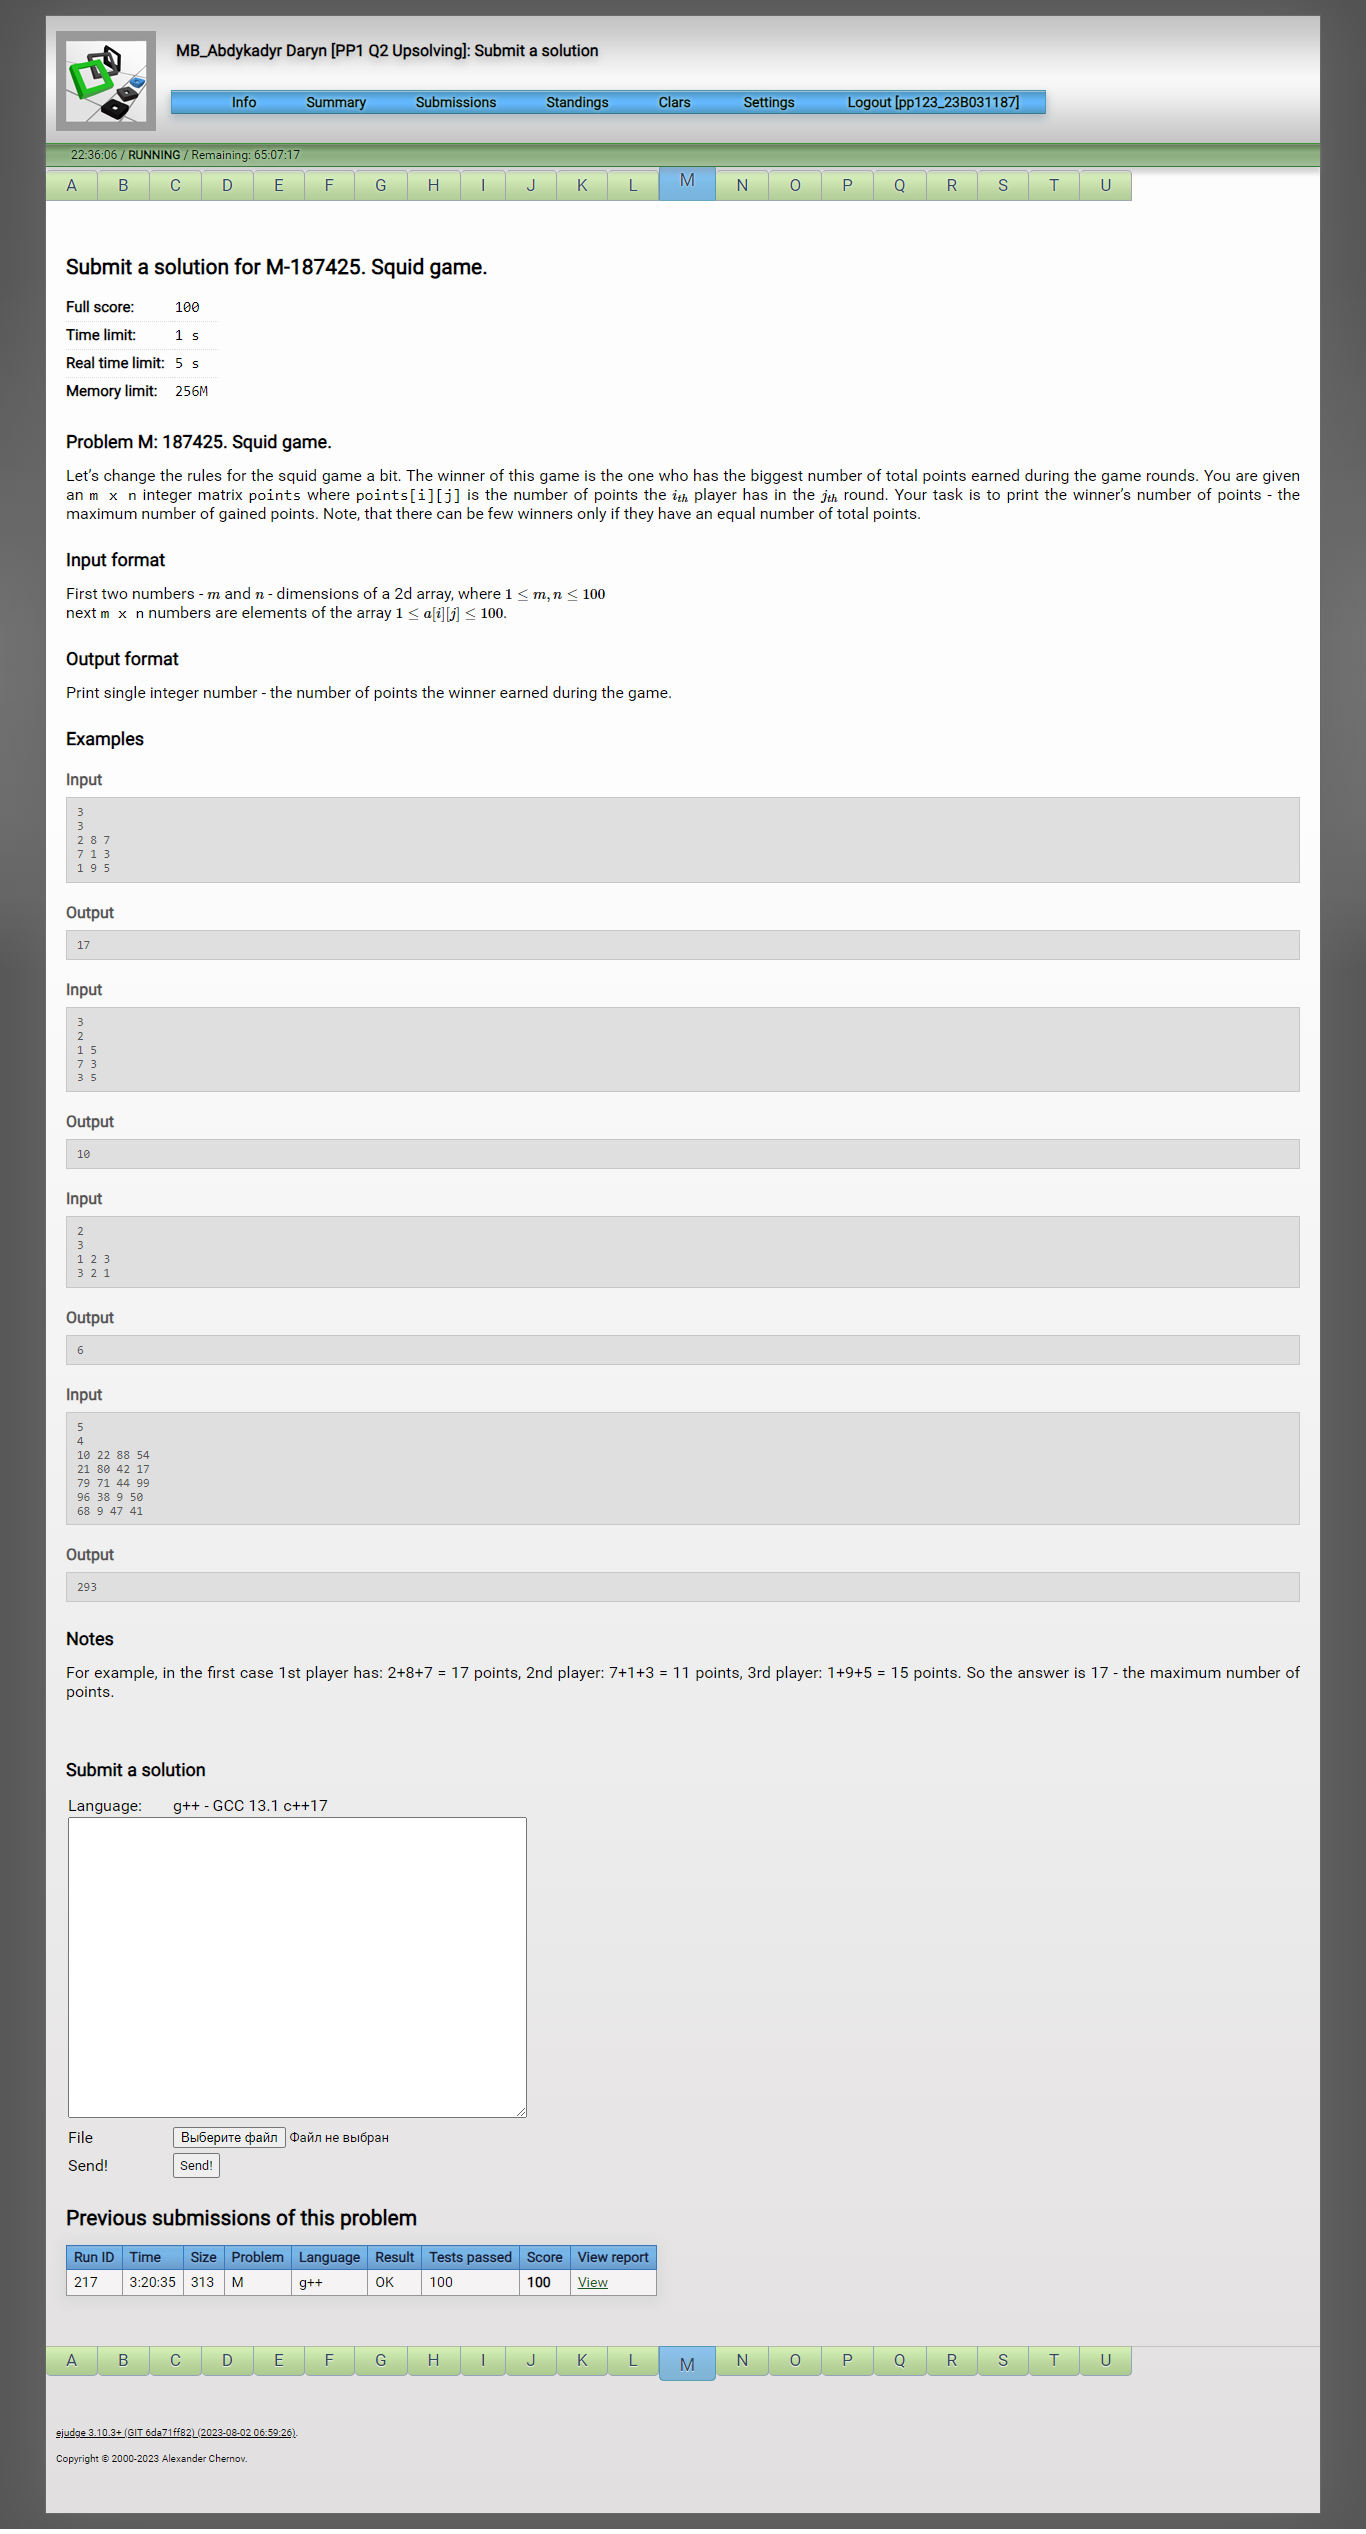 MB_Abdykadyr Daryn [PP1 Q2 Upsolving]: Submit a solution
Info Summary Submissions Standings Clars Settings Logout [pp123_23B031187]
22:36:06 / RUNNING / Remaining: 65:07:17
A B C D E F G H I J K L M N O P Q R S T U
Submit a solution for M-187425. Squid game.
Full score: 100
Time limit: 1 s
Real time limit: 5 s
Memory limit: 256M
Problem M: 187425. Squid game.
Let’s change the rules for the squid game a bit. The winner of this game is the one who has the biggest number of total points earned during the game rounds. You are given
an m x n integer matrix points where points[i][j] is the number of points the i_th player has in the j_th round. Your task is to print the winner’s number of points - the
maximum number of gained points. Note, that there can be few winners only if they have an equal number of total points.
Input format
First two numbers - m and n - dimensions of a 2d array, where 1 ≤ m, n ≤ 100
next m x n numbers are elements of the array 1 ≤ a[i][j] ≤ 100.
Output format
Print single integer number - the number of points the winner earned during the game.
Examples
Input
3
3
2 8 7
7 1 3
1 9 5
Output
17
Input
3
2
1 5
7 3
3 5
Output
10
Input
2
3
1 2 3
3 2 1
Output
6
Input
5
4
10 22 88 54
21 80 42 17
79 71 44 99
96 38 9 50
68 9 47 41
Output
293
Notes
For example, in the first case 1st player has: 2+8+7 = 17 points, 2nd player: 7+1+3 = 11 points, 3rd player: 1+9+5 = 15 points. So the answer is 17 - the maximum number of
points.
Submit a solution
Language: g++ - GCC 13.1 c++17
File Выберите файл Файл не выбран
Send! Send!
Previous submissions of this problem
Run ID Time Size Problem Language Result Tests passed Score View report
217 3:20:35 313 M g++ OK 100 100 View
A B C D E F G H I J K L M N O P Q R S T U
ejudge 3.10.3+ (GIT 6da71ff82) (2023-08-02 06:59:26).
Copyright © 2000-2023 Alexander Chernov.